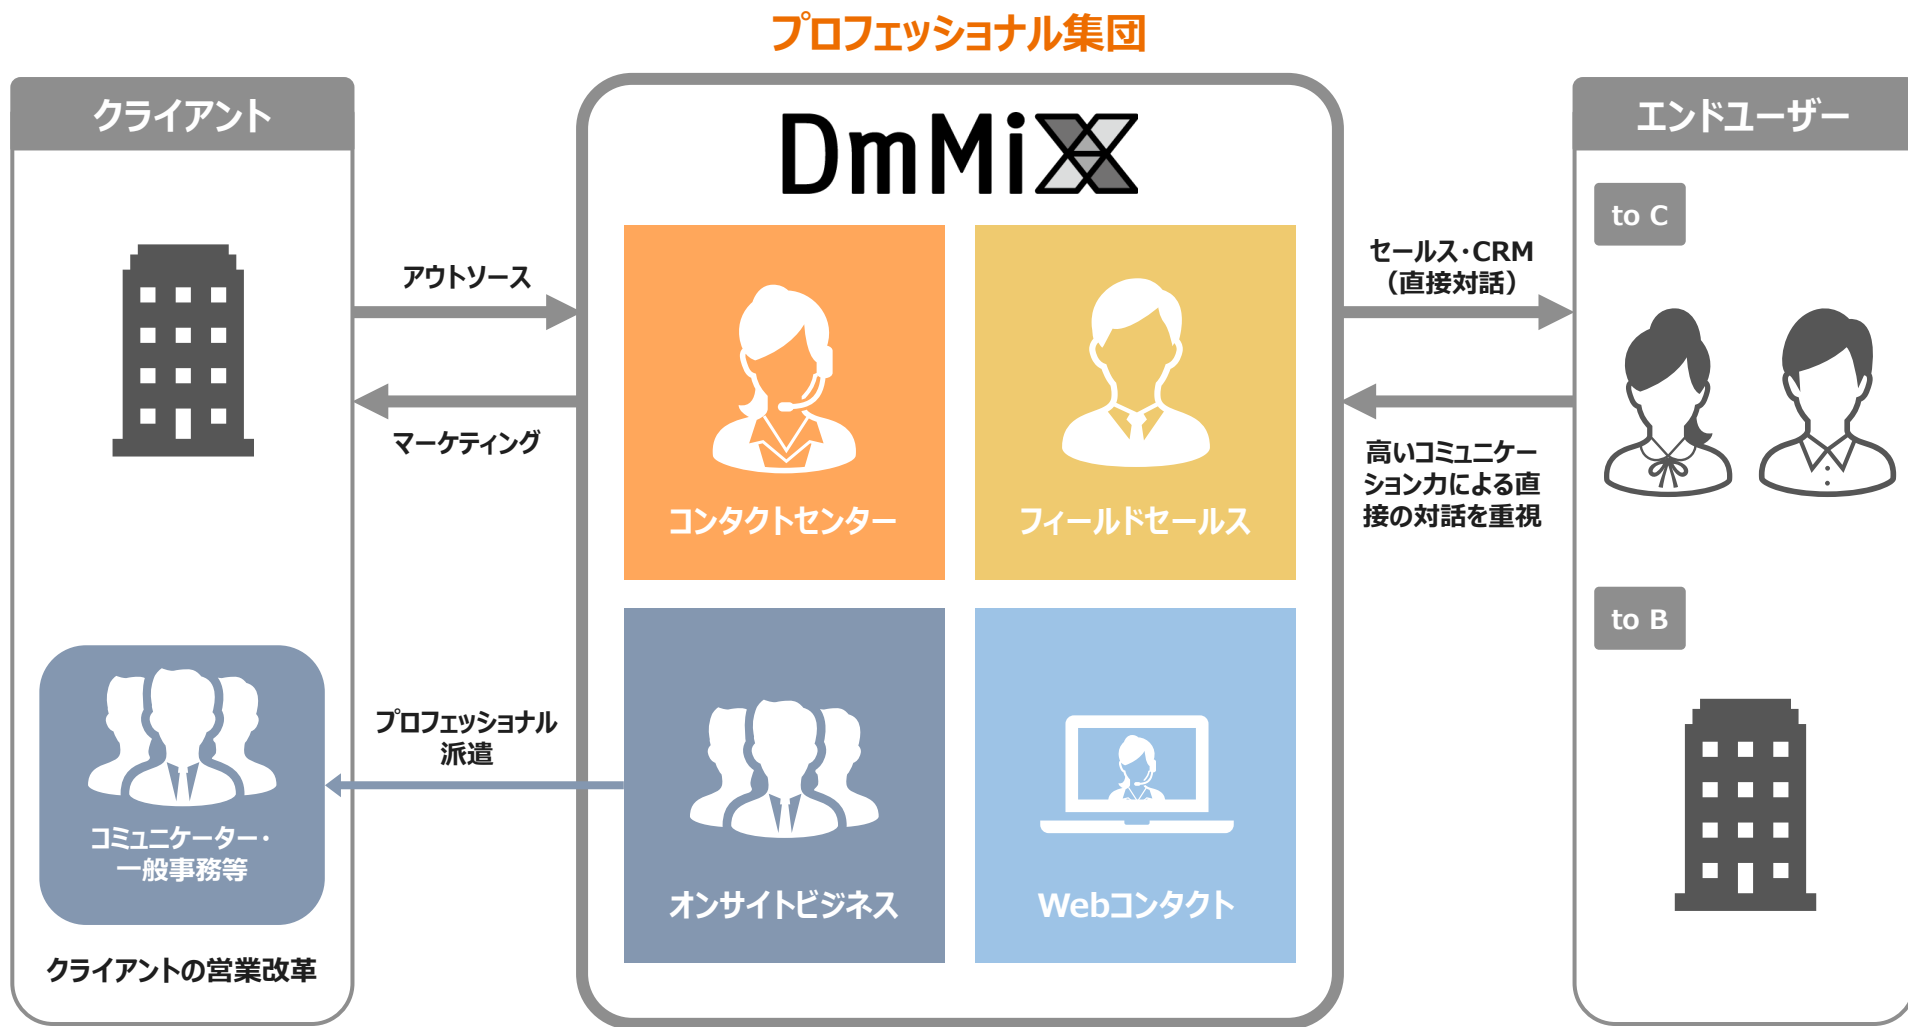 プロフェッショナル集団
クライアント
アウトソース
マーケティング
プロフェッショナル
派遣
コミュニケーター・
一般事務等
クライアントの営業改革
DmMiX
コンタクトセンター
フィールドセールス
オンサイトビジネス
Webコンタクト
セールス・CRM
（直接対話）
高いコミュニケー
ション力による直
接の対話を重視
エンドユーザー
to C
to B